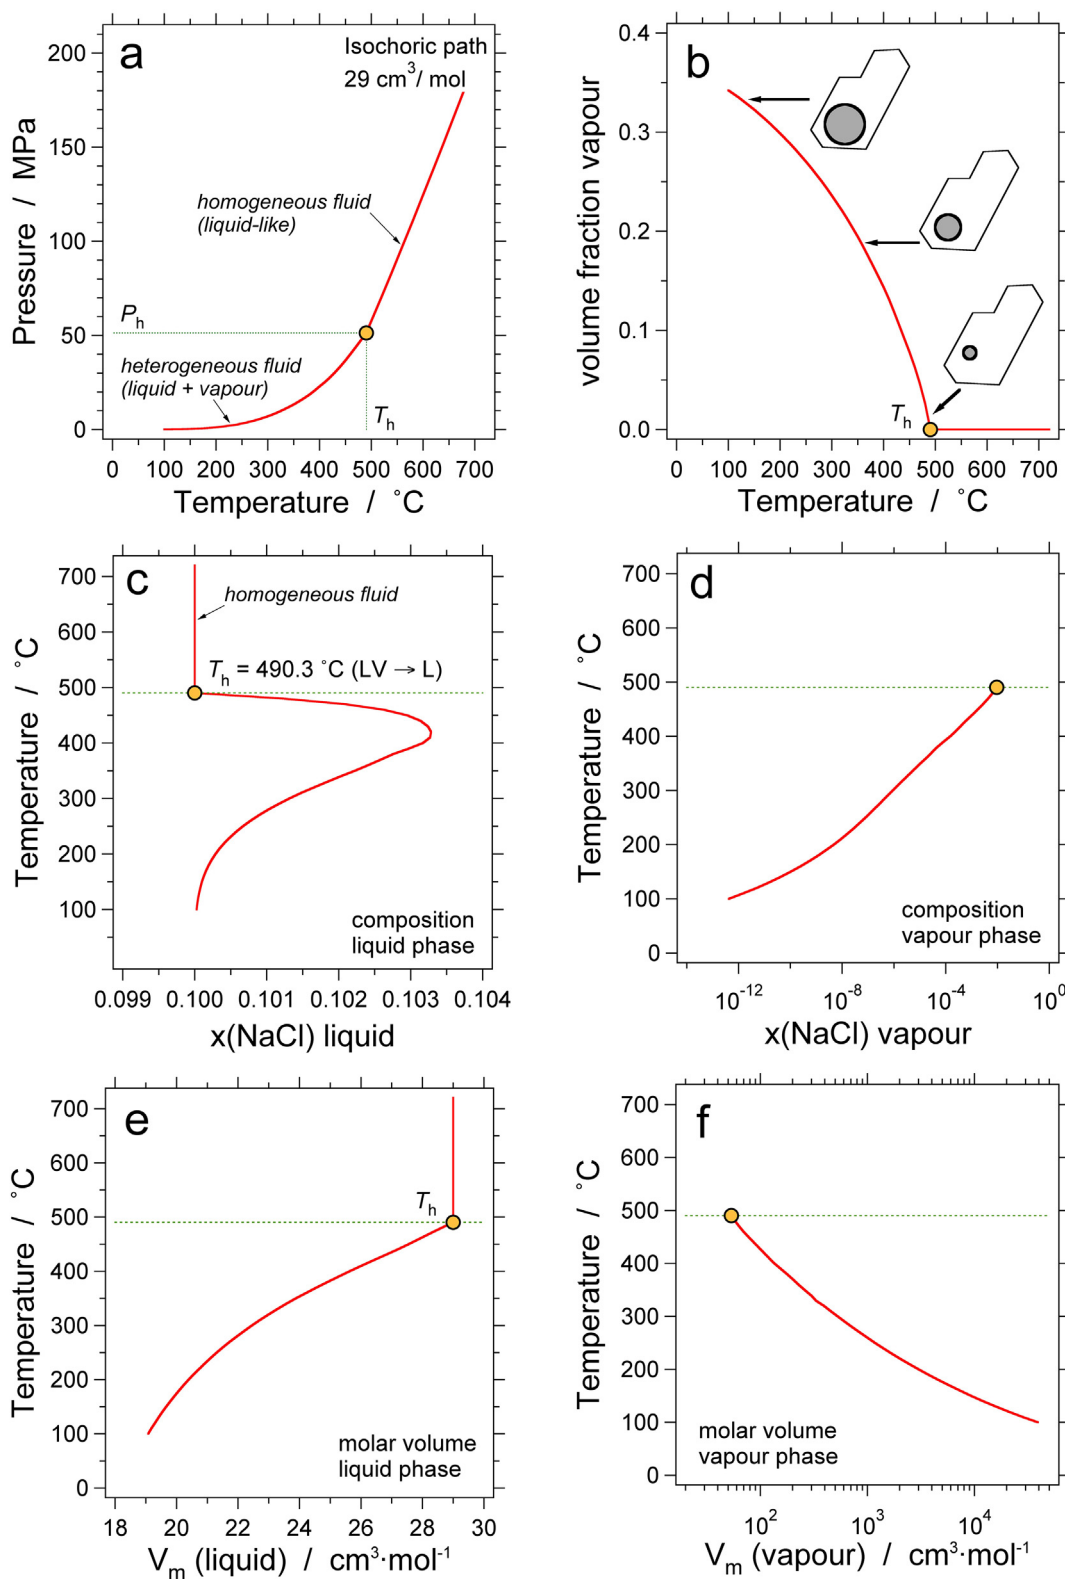 a
Isochoric path
29 cm³/ mol
200
150
100
50
0
Pressure / MPa
homogeneous fluid
(liquid-like)
Ph
heterogeneous fluid
(liquid + vapour)
Th
0 100 200 300 400 500 600 700
Temperature / °C
b
0.4
0.3
0.2
0.1
0.0
volume fraction vapour
Th
0 100 200 300 400 500 600 700
Temperature / °C
c
700
600
500
400
300
200
100
Temperature / °C
homogeneous fluid
Th = 490.3 °C (LV → L)
composition
liquid phase
0.099 0.100 0.101 0.102 0.103 0.104
x(NaCl) liquid
d
700
600
500
400
300
200
100
0
Temperature / °C
composition
vapour phase
10⁻¹² 10⁻⁸ 10⁻⁴ 10⁰
x(NaCl) vapour
e
700
600
500
400
300
200
100
0
Temperature / °C
Th
molar volume
liquid phase
18 20 22 24 26 28 30
Vm (liquid) / cm³·mol⁻¹
f
700
600
500
400
300
200
100
0
Temperature / °C
molar volume
vapour phase
10² 10³ 10⁴
Vm (vapour) / cm³·mol⁻¹